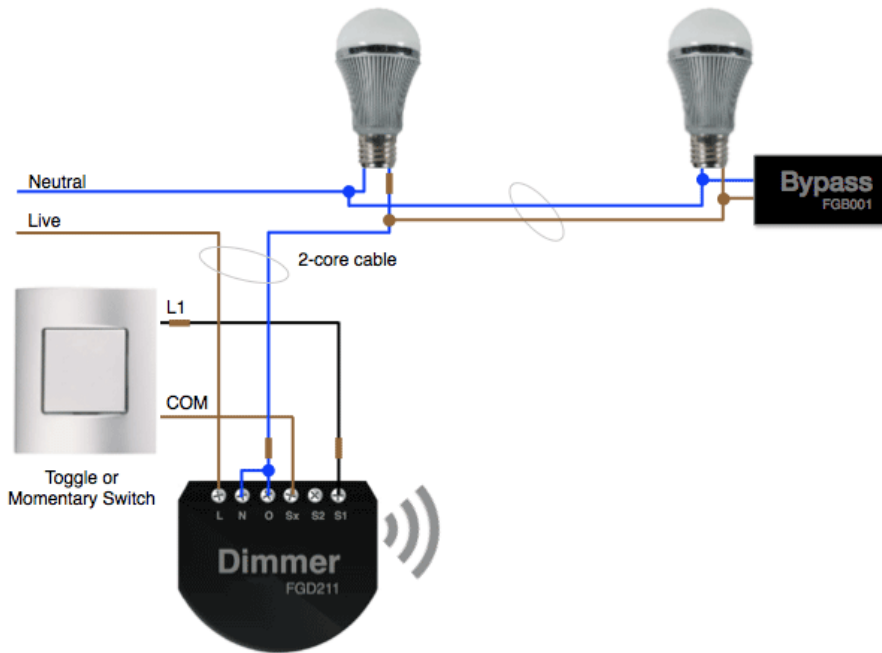 Neutral
Live
2-core cable
Bypass
FGB001
L1
COM
Toggle or
Momentary Switch
L N O Sx S2 S1
Dimmer
FGD211